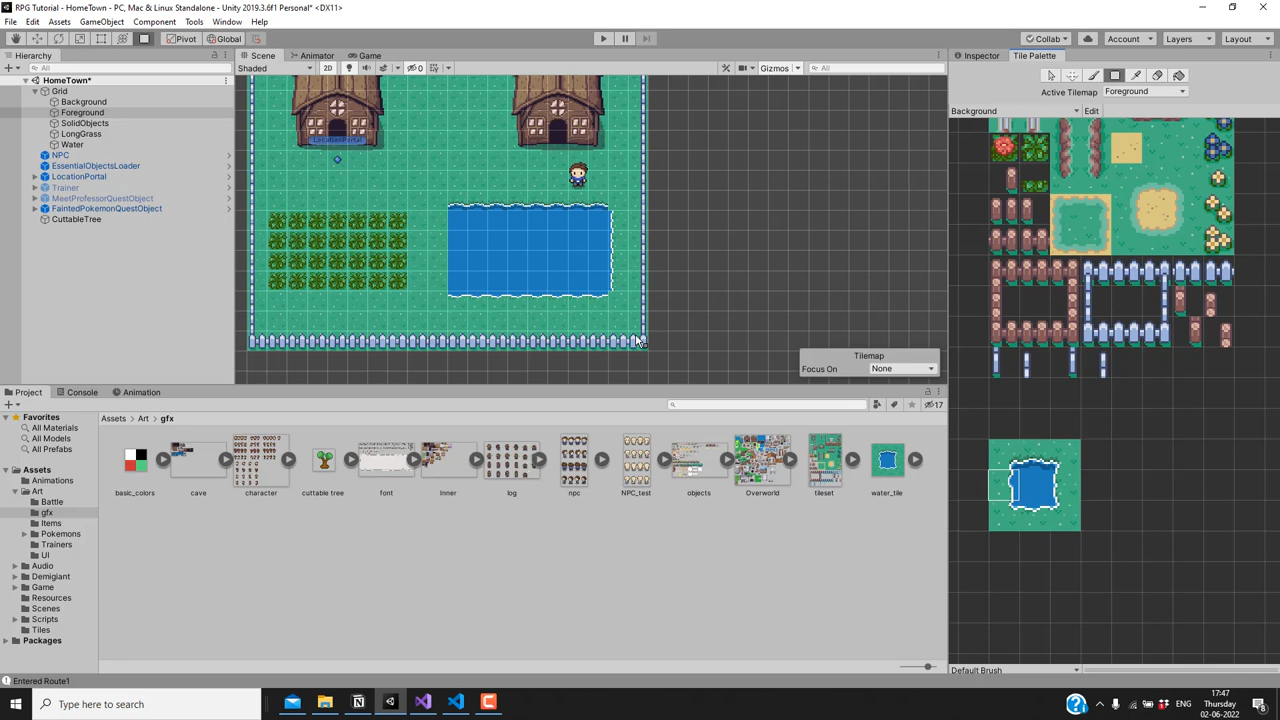 RPG Tutorial - HomeTown - PC, Mac & Linux Standalone - Unity 2019.3.6f1 Personal* <DX11>
File Edit Assets GameObject Component Tools Window Help
Pivot Global Collab Account Layers Layout
Hierarchy Scene Animator Game Inspector Tile Palette
All Shaded 2D 0 Gizmos All
HomeTown*
Grid
Background
Foreground
SolidObjects
LongGrass
Water
NPC
EssentialObjectsLoader
LocationPortal
Trainer
MeetProfessorQuestObject
FaintedPokemonQuestObject
CuttableTree
LocationPortal
Tilemap
Focus On None
Active Tilemap Foreground
Background Edit
Default Brush
Project Console Animation
17
Favorites
All Materials
All Models
All Prefabs
Assets
Animations
Art
Battle
gfx
Items
Pokemons
Trainers
UI
Audio
Demigiant
Game
Resources
Scenes
Scripts
Tiles
Packages
Assets Art gfx
basic_colors cave character cuttable tree font Inner log npc NPC_test objects Overworld tileset water_tile
Entered Route1
Type here to search
ENG
17:47
Thursday
02-06-2022
8